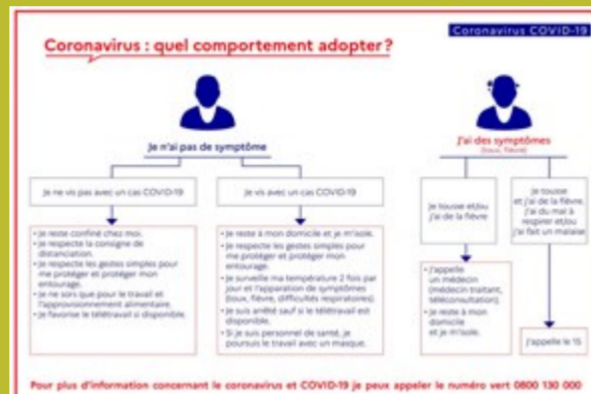 Coronavirus COVID-19
Coronavirus : quel comportement adopter ?
Je n'ai pas de symptôme
Je ne vis pas avec un cas COVID-19
• Je reste confiné chez moi.
• Je respecte la consigne de
distanciation.
• Je respecte les gestes simples pour
me protéger et protéger mon
entourage.
• Je ne sors que pour le travail et
l'approvisionnement alimentaire.
• Je favorise le télétravail si disponible.
Je vis avec un cas COVID-19
• Je reste à mon domicile et je m'isole.
• Je respecte les gestes simples pour
me protéger et protéger mon
entourage.
• Je surveille ma température 2 fois par
jour et l'apparation de symptômes
(toux, fièvre, difficultés respiratoires).
• Je suis arrêté sauf si le télétravail est
disponible.
• Si je suis personnel de santé, je
poursuis le travail avec un masque.
J'ai des symptômes
(toux, fièvre)
Je tousse et/ou
j'ai de la fièvre
• J'appelle
un médecin
(médecin traitant,
téléconsultation).
• Je reste à mon
domicile
et je m'isole.
Je tousse
et j'ai de la fièvre.
J'ai du mal à
respirer et/ou
j'ai fait un malaise
J'appelle le 15
Pour plus d'information concernant le coronavirus et COVID-19 je peux appeler le numéro vert 0800 130 000